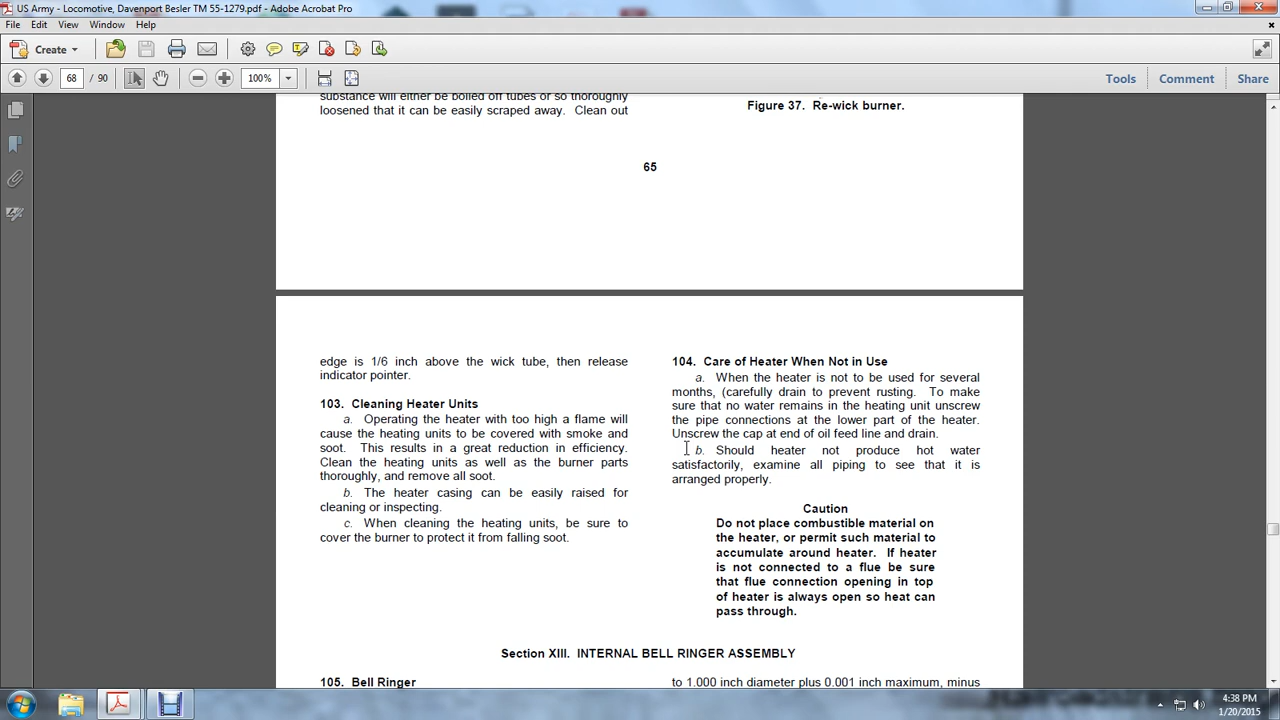 US Army - Locomotive, Davenport Besler TM 55-1279.pdf - Adobe Acrobat Pro
File Edit View Window Help
Create
68 / 90 100% Tools Comment Share
substance will either be boiled off tubes or so thoroughly
loosened that it can be easily scraped away. Clean out
Figure 37. Re-wick burner.
65
edge is 1/6 inch above the wick tube, then release
indicator pointer.
103. Cleaning Heater Units
a. Operating the heater with too high a flame will
cause the heating units to be covered with smoke and
soot. This results in a great reduction in efficiency.
Clean the heating units as well as the burner parts
thoroughly, and remove all soot.
b. The heater casing can be easily raised for
cleaning or inspecting.
c. When cleaning the heating units, be sure to
cover the burner to protect it from falling soot.
104. Care of Heater When Not in Use
a. When the heater is not to be used for several
months, (carefully drain to prevent rusting. To make
sure that no water remains in the heating unit unscrew
the pipe connections at the lower part of the heater.
Unscrew the cap at end of oil feed line and drain.
b. Should heater not produce hot water
satisfactorily, examine all piping to see that it is
arranged properly.
Caution
Do not place combustible material on
the heater, or permit such material to
accumulate around heater. If heater
is not connected to a flue be sure
that flue connection opening in top
of heater is always open so heat can
pass through.
Section XIII. INTERNAL BELL RINGER ASSEMBLY
105. Bell Ringer
to 1.000 inch diameter plus 0.001 inch maximum, minus
4:38 PM
1/20/2015